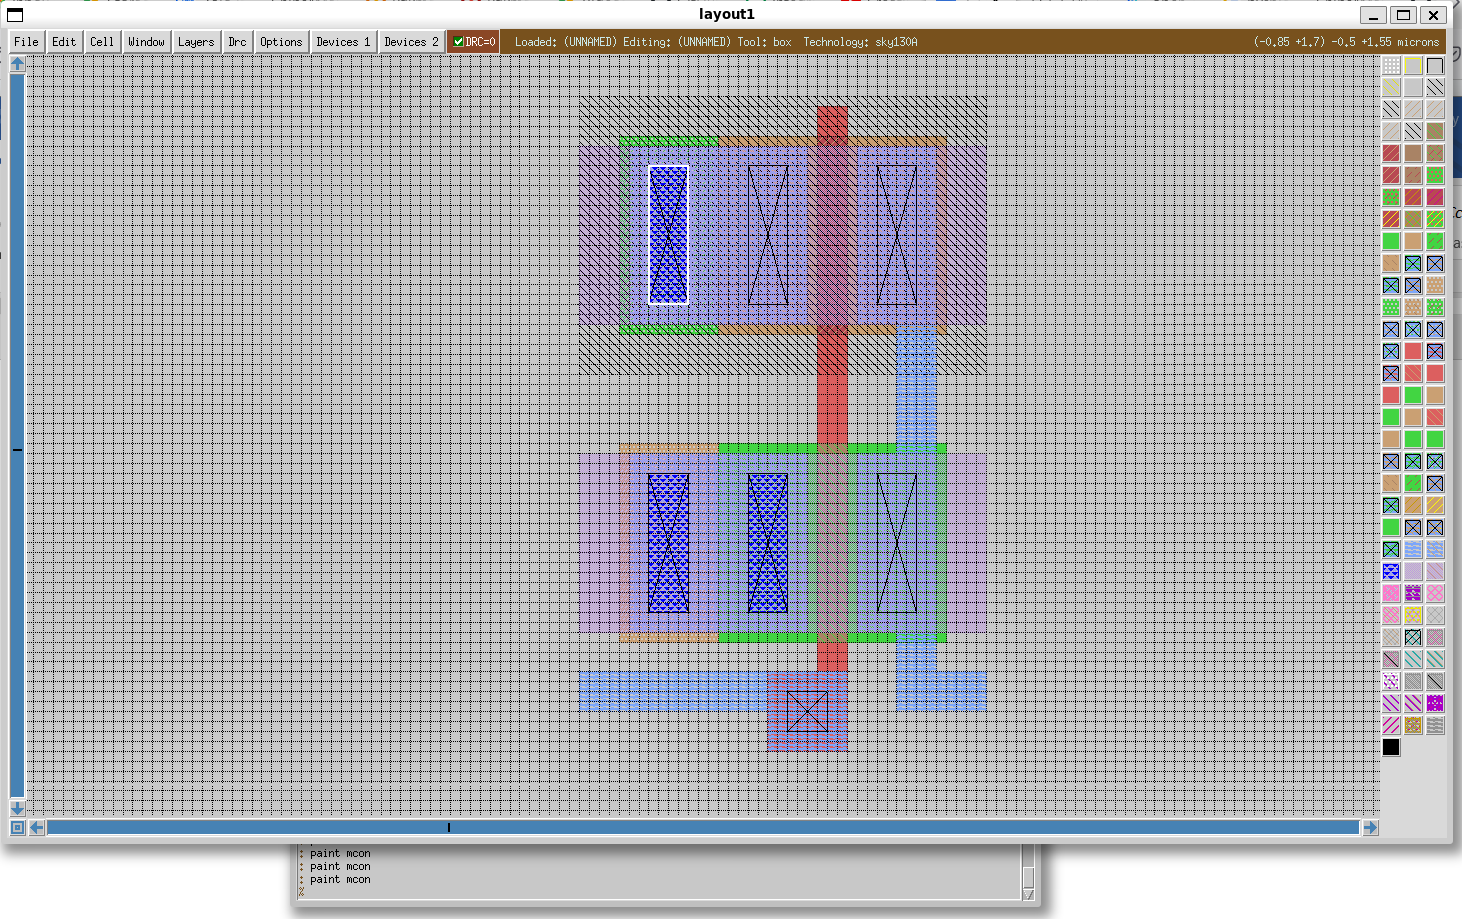 layout1
File Edit Cell Window Layers Drc Options Devices 1 Devices 2 DRC=0 Loaded: (UNNAMED) Editing: (UNNAMED) Tool: box Technology: sky130A (-0.85 +1.7) -0.5 +1.55 microns
: paint mcon
: paint mcon
: paint mcon
%